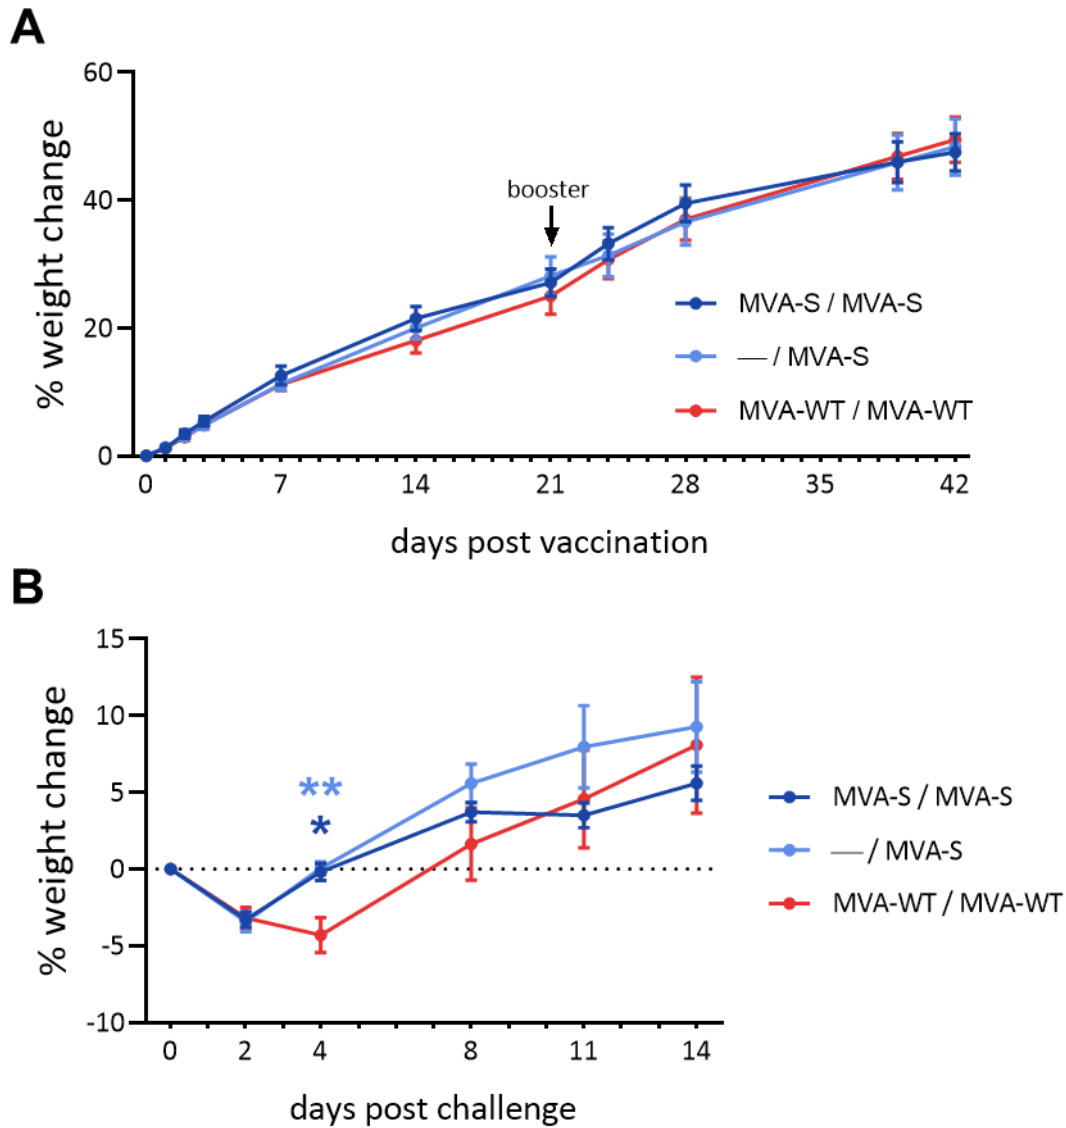 A
60
40
20
0
% weight change
booster
MVA-S / MVA-S
— / MVA-S
MVA-WT / MVA-WT
0 7 14 21 28 35 42
days post vaccination
B
15
10
5
0
-5
-10
% weight change
**
*
MVA-S / MVA-S
— / MVA-S
MVA-WT / MVA-WT
0 2 4 8 11 14
days post challenge